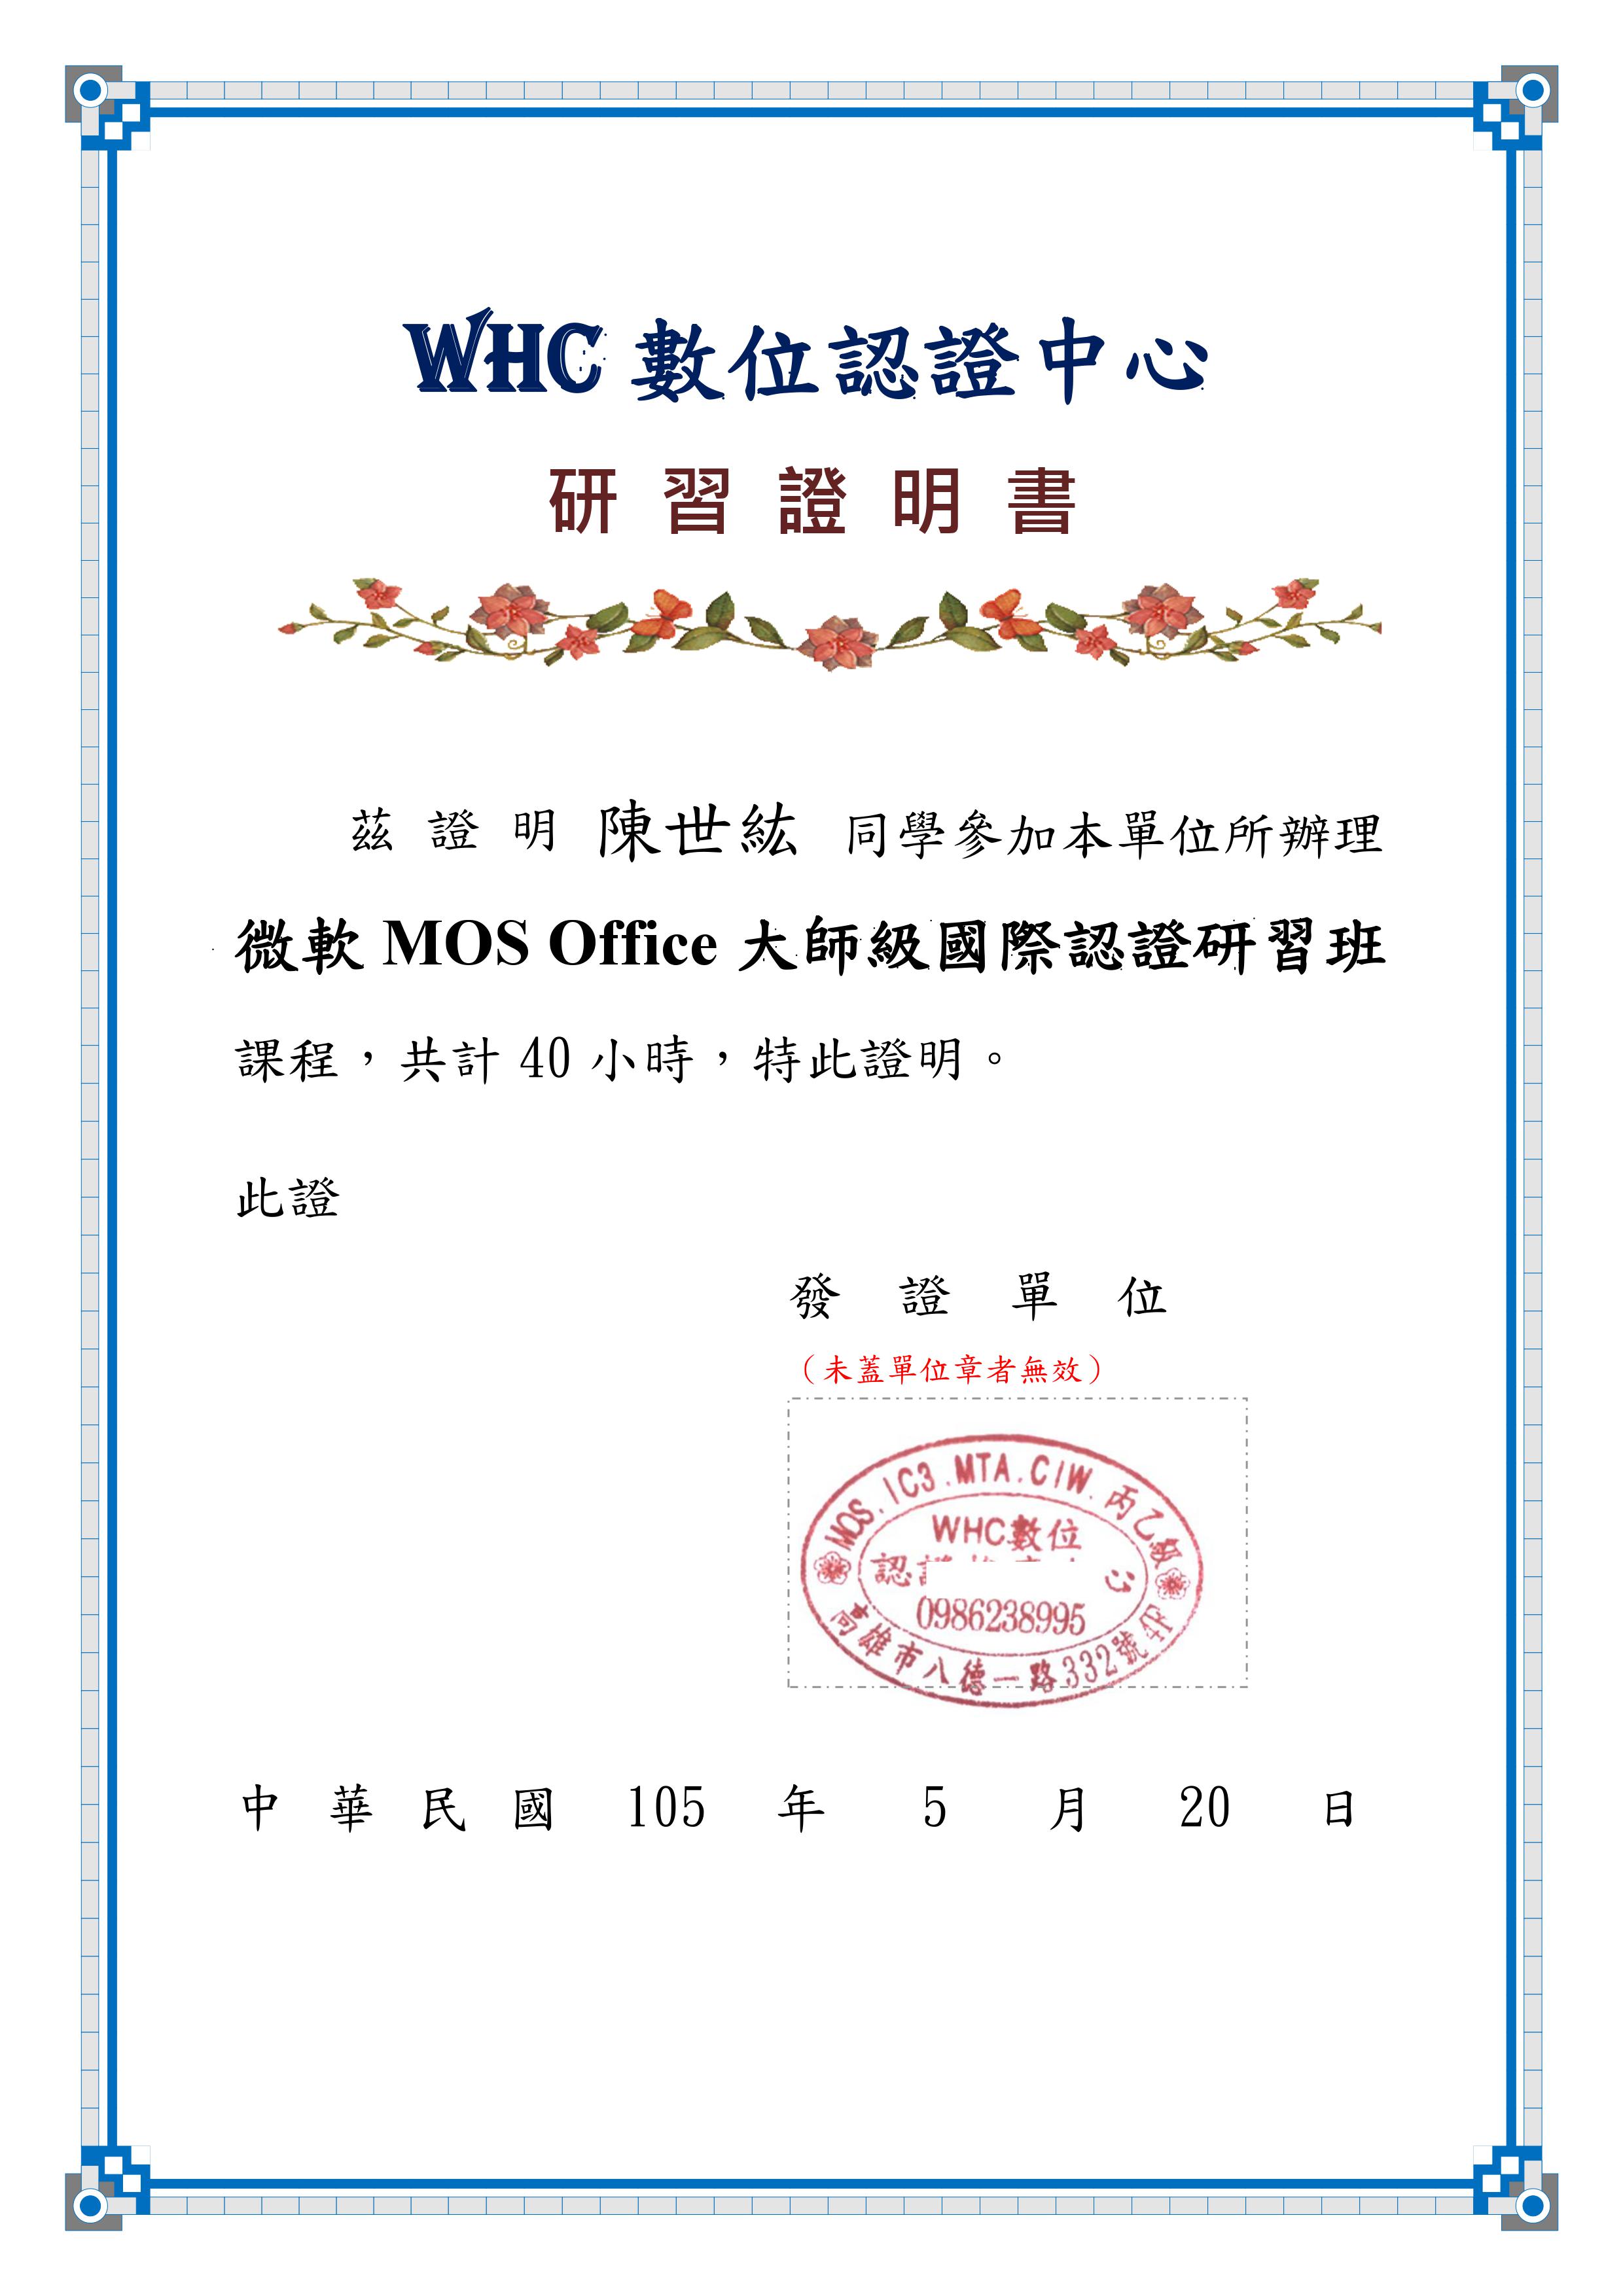 WHC 數位認證中心
研習證明書
茲證明 陳世紘 同學參加本單位所辦理
微軟 MOS Office 大師級國際認證研習班
課程，共計 40 小時，特此證明。
此證
發證單位
（未蓋單位章者無效）
MOS.IC3.MTA.CIW.丙乙級
WHC數位
認 心
0986238995
高雄市八德一路332號4F
中華民國 105 年 5 月 20 日